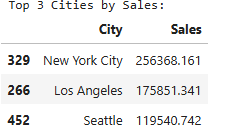 Top 3 Cities by Sales:
City Sales
329 New York City 256368.161
266 Los Angeles 175851.341
452 Seattle 119540.742